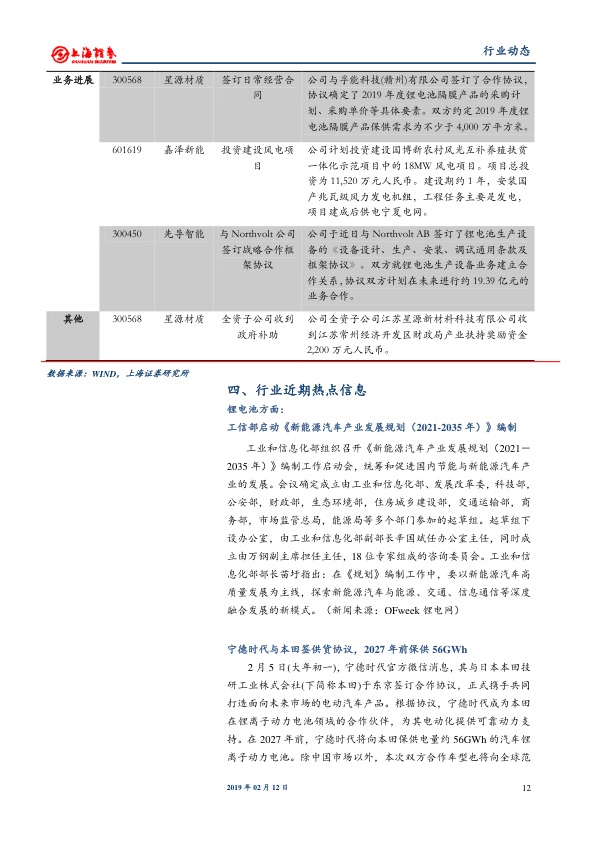 上海证券
SHANGHAI SECURITIES
行业动态
业务进展 300568 星源材质 签订日常经营合同 公司与孚能科技(赣州)有限公司签订了合作协议，
协议确定了 2019 年度锂电池隔膜产品的采购计
划、采购单价等具体要素。双方约定 2019 年度锂
电池隔膜产品保供需求为不少于 4,000 万平方米。
601619 嘉泽新能 投资建设风电项目 公司计划投资建设国博新农村风光互补养殖扶贫
一体化示范项目中的 18MW 风电项目。项目总投
资为 11,520 万元人民币。建设期约 1 年，安装国
产兆瓦级风力发电机组，工程任务主要是发电，
项目建成后供电宁夏电网。
300450 先导智能 与 Northvolt 公司签订战略合作框架协议 公司于近日与 Northvolt AB 签订了锂电池生产设
备的《设备设计、生产、安装、调试通用条款及
框架协议》。双方就锂电池生产设备业务建立合
作关系,协议双方计划在未来进行约 19.39 亿元的
业务合作。
其他 300568 星源材质 全资子公司收到政府补助 公司全资子公司江苏星源新材料科技有限公司收
到江苏常州经济开发区财政局产业扶持奖励资金
2,200 万元人民币。
数据来源：WIND，上海证券研究所
四、行业近期热点信息
锂电池方面：
工信部启动《新能源汽车产业发展规划（2021-2035 年）》编制
工业和信息化部组织召开《新能源汽车产业发展规划（2021－
2035 年）》编制工作启动会，统筹和促进国内节能与新能源汽车产
业的发展。会议确定成立由工业和信息化部、发展改革委，科技部，
公安部，财政部，生态环境部，住房城乡建设部，交通运输部，商
务部，市场监管总局，能源局等多个部门参加的起草组。起草组下
设办公室，由工业和信息化部副部长辛国斌任办公室主任，同时成
立由万钢副主席担任主任，18 位专家组成的咨询委员会。工业和信
息化部部长苗圩指出：在《规划》编制工作中，要以新能源汽车高
质量发展为主线，探索新能源汽车与能源、交通、信息通信等深度
融合发展的新模式。（新闻来源：OFweek 锂电网）
宁德时代与本田签供货协议，2027 年前保供 56GWh
2 月 5 日(大年初一)，宁德时代官方微信消息，其与日本本田技
研工业株式会社(下简称本田)于东京签订合作协议，正式携手共同
打造面向未来市场的电动汽车产品。根据协议，宁德时代成为本田
在锂离子动力电池领域的合作伙伴，为其电动化提供可靠动力支
持。在 2027 年前，宁德时代将向本田保供电量约 56GWh 的汽车锂
离子动力电池。除中国市场以外，本次双方合作车型也将向全球范
2019 年 02 月 12 日
12